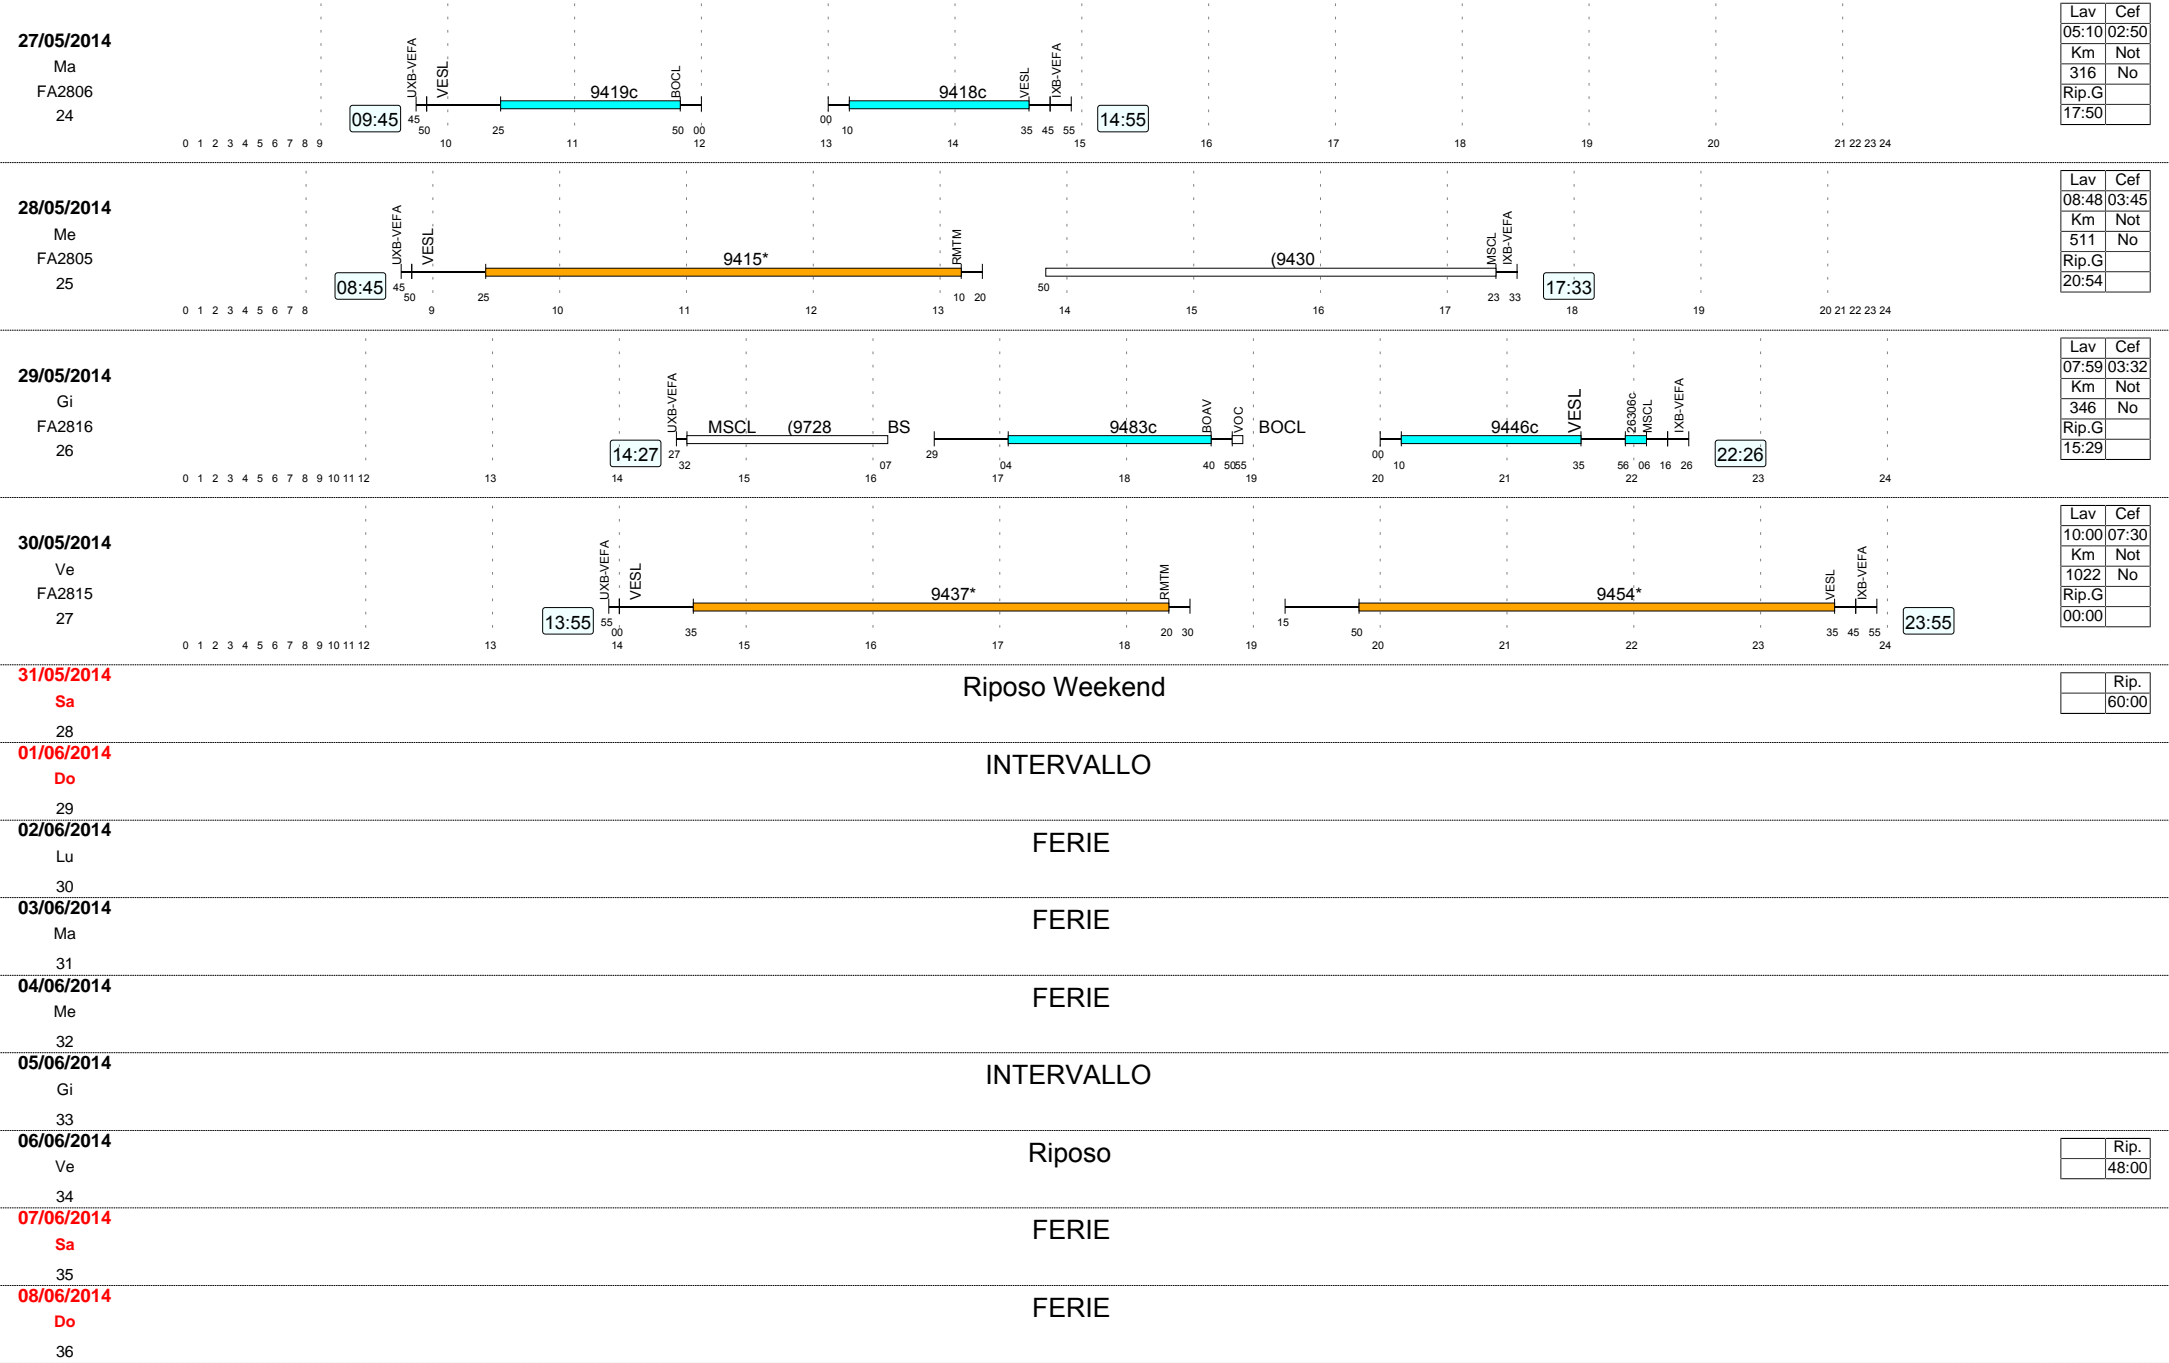 27/05/2014
Ma
FA2806
24
09:45
UXB-VEFA VESL 9419c BOCL 9418c VESL IXB-VEFA
14:55
45 50 25 50 00 00 10 35 45 55
0 1 2 3 4 5 6 7 8 9 10 11 12 13 14 15 16 17 18 19 20 21 22 23 24
Lav Cef
05:10 02:50
Km Not
316 No
Rip.G
17:50
28/05/2014
Me
FA2805
25
08:45
UXB-VEFA VESL 9415* RMTM (9430 MSCL IXB-VEFA
17:33
45 50 25 10 20 50 23 33
0 1 2 3 4 5 6 7 8 9 10 11 12 13 14 15 16 17 18 19 20 21 22 23 24
Lav Cef
08:48 03:45
Km Not
511 No
Rip.G
20:54
29/05/2014
Gi
FA2816
26
14:27
UXB-VEFA MSCL (9728 BS 9483c BOAV VOC BOCL 9446c VESL 26306c MSCL IXB-VEFA
22:26
27 32 07 29 04 40 50 55 00 10 35 56 06 16 26
0 1 2 3 4 5 6 7 8 9 10 11 12 13 14 15 16 17 18 19 20 21 22 23 24
Lav Cef
07:59 03:32
Km Not
346 No
Rip.G
15:29
30/05/2014
Ve
FA2815
27
13:55
UXB-VEFA VESL 9437* RMTM 9454* VESL IXB-VEFA
23:55
55 00 35 20 30 15 50 35 45 55
0 1 2 3 4 5 6 7 8 9 10 11 12 13 14 15 16 17 18 19 20 21 22 23 24
Lav Cef
10:00 07:30
Km Not
1022 No
Rip.G
00:00
31/05/2014
Sa
28
Riposo Weekend
Rip.
60:00
01/06/2014
Do
29
INTERVALLO
02/06/2014
Lu
30
FERIE
03/06/2014
Ma
31
FERIE
04/06/2014
Me
32
FERIE
05/06/2014
Gi
33
INTERVALLO
06/06/2014
Ve
34
Riposo
Rip.
48:00
07/06/2014
Sa
35
FERIE
08/06/2014
Do
36
FERIE